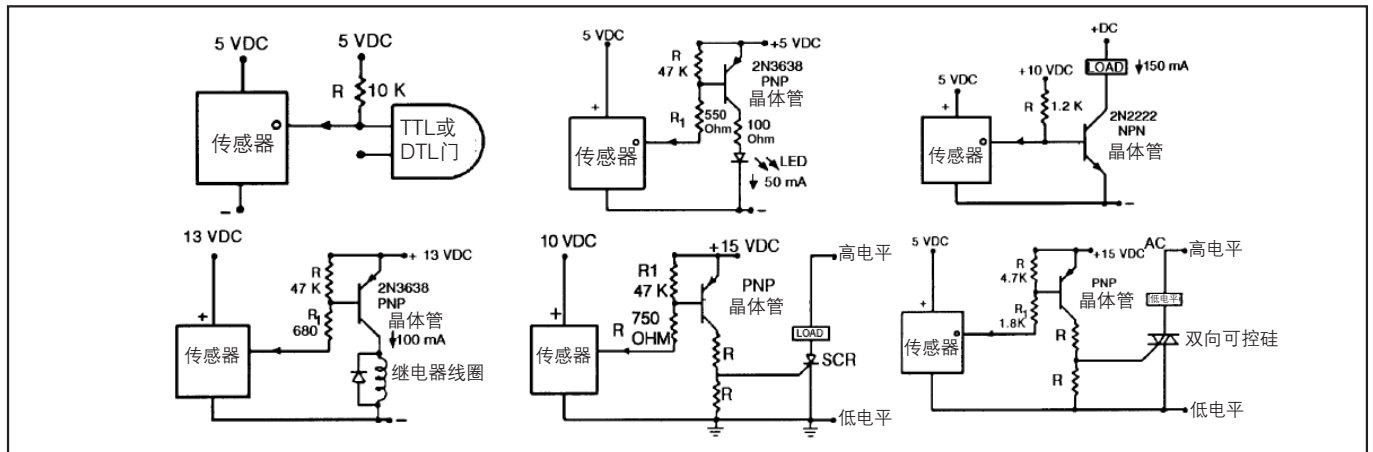 5 VDC
5 VDC
R
10 K
传感器
TTL或
DTL门
−
5 VDC
+5 VDC
R
47 K
2N3638
PNP
晶体管
+
R1
550
Ohm
100
Ohm
传感器
LED
50 mA
−
+DC
LOAD
150 mA
5 VDC
+10 VDC
R
1.2 K
+
2N2222
NPN
晶体管
传感器
−
13 VDC
+ 13 VDC
R
47 K
2N3638
PNP
晶体管
+
R1
680
100 mA
传感器
继电器线圈
−
10 VDC
+15 VDC
高电平
R1
47 K
PNP
晶体管
+
R
750
OHM
LOAD
传感器
R
SCR
R
低电平
5 VDC
+15 VDC
AC
高电平
R
4.7K
PNP
晶体管
低电平
+
R1
1.8K
传感器
R
双向可控硅
R
低电平